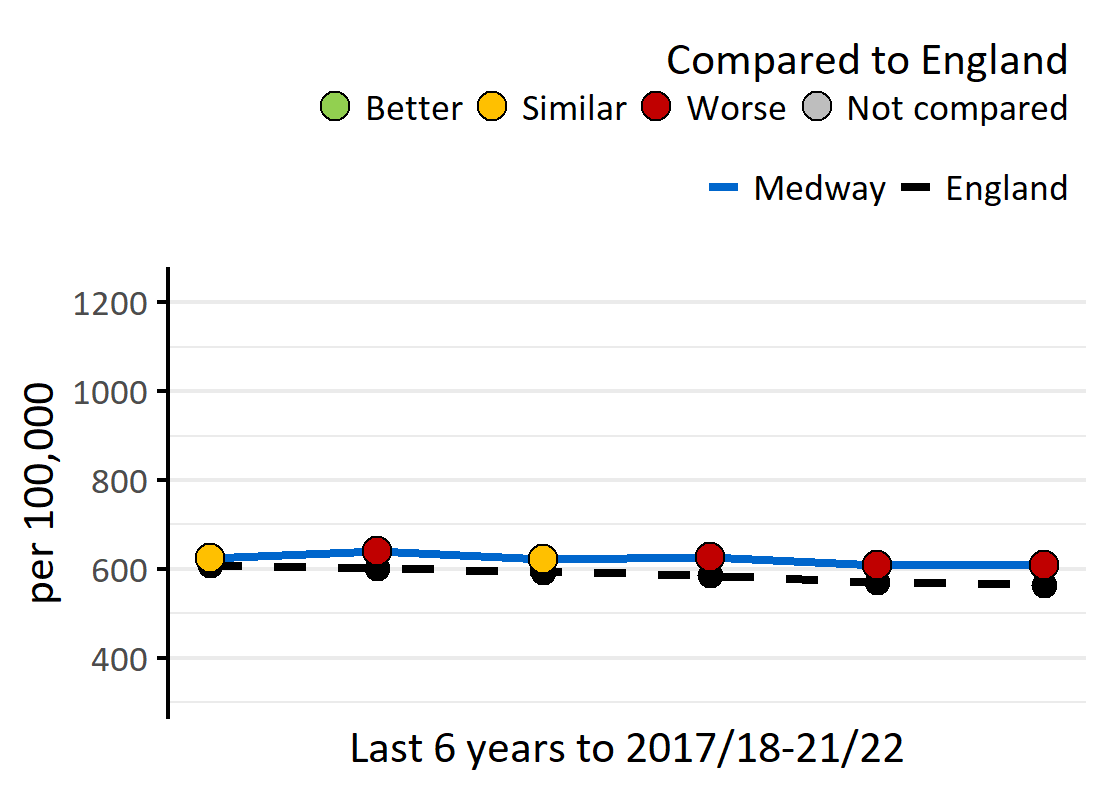 Compared to England
Better Similar Worse Not compared
Medway England
1200
1000
800
600
400
per 100,000
Last 6 years to 2017/18-21/22